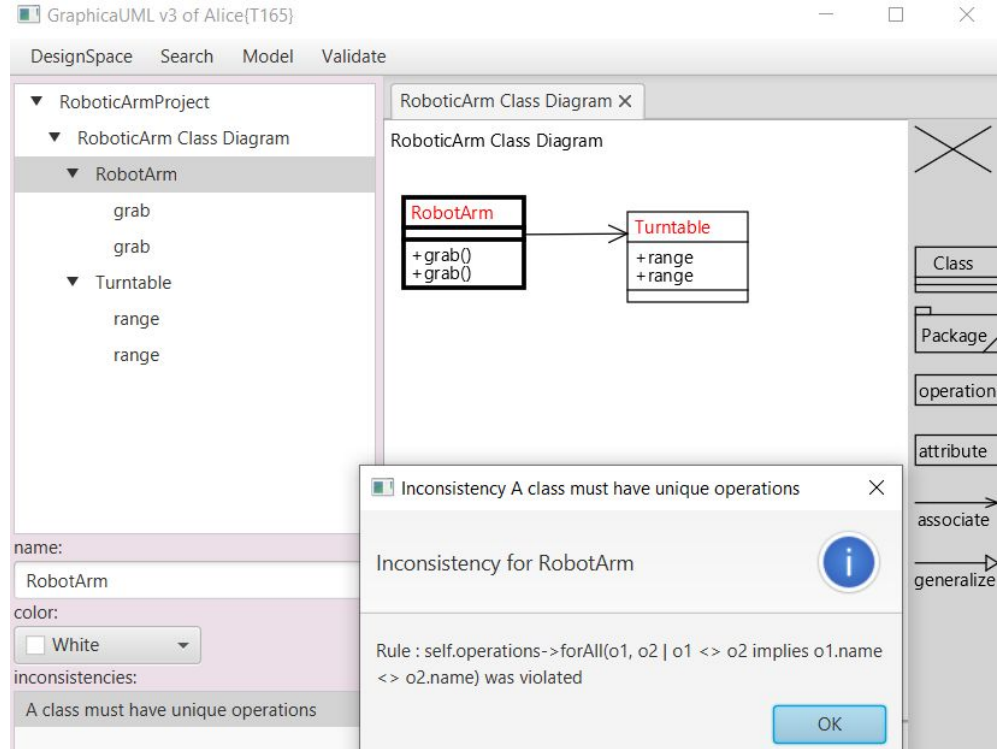 GraphicaUML v3 of Alice{T165}
DesignSpace Search Model Validate
RoboticArmProject
RoboticArm Class Diagram
RobotArm
grab
grab
Turntable
range
range
name:
RobotArm
color:
White
inconsistencies:
A class must have unique operations
RoboticArm Class Diagram
RoboticArm Class Diagram
RobotArm
+grab()
+grab()
Turntable
+range
+range
Class
Package
operation
attribute
associate
generalize
Inconsistency A class must have unique operations
Inconsistency for RobotArm
Rule : self.operations->forAll(o1, o2 | o1 <> o2 implies o1.name
<> o2.name) was violated
OK